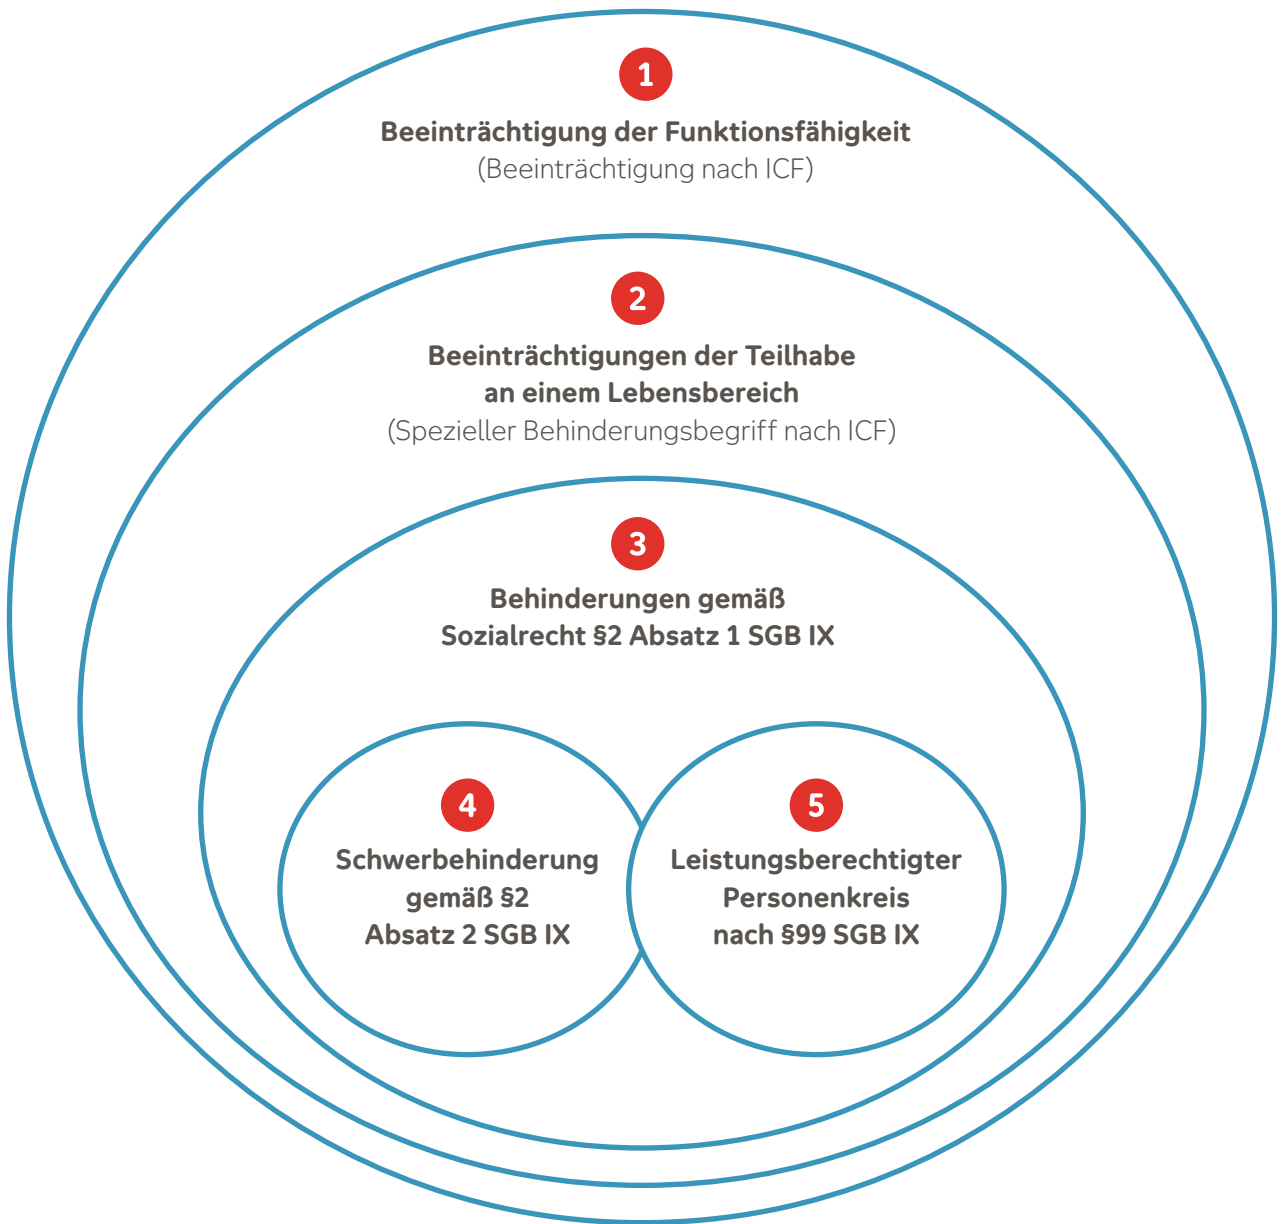 1
Beeinträchtigung der Funktionsfähigkeit
(Beeinträchtigung nach ICF)
2
Beeinträchtigungen der Teilhabe
an einem Lebensbereich
(Spezieller Behinderungsbegriff nach ICF)
3
Behinderungen gemäß
Sozialrecht §2 Absatz 1 SGB IX
4
Schwerbehinderung
gemäß §2
Absatz 2 SGB IX
5
Leistungsberechtigter
Personenkreis
nach §99 SGB IX